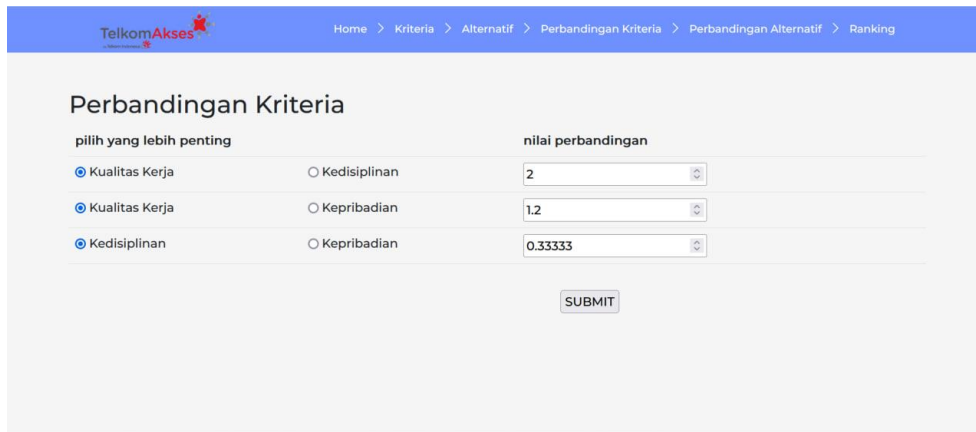 TelkomAkses
Home > Kriteria > Alternatif > Perbandingan Kriteria > Perbandingan Alternatif > Ranking
Perbandingan Kriteria
pilih yang lebih penting nilai perbandingan
Kualitas Kerja Kedisiplinan 2
Kualitas Kerja Kepribadian 1.2
Kedisiplinan Kepribadian 0.33333
SUBMIT